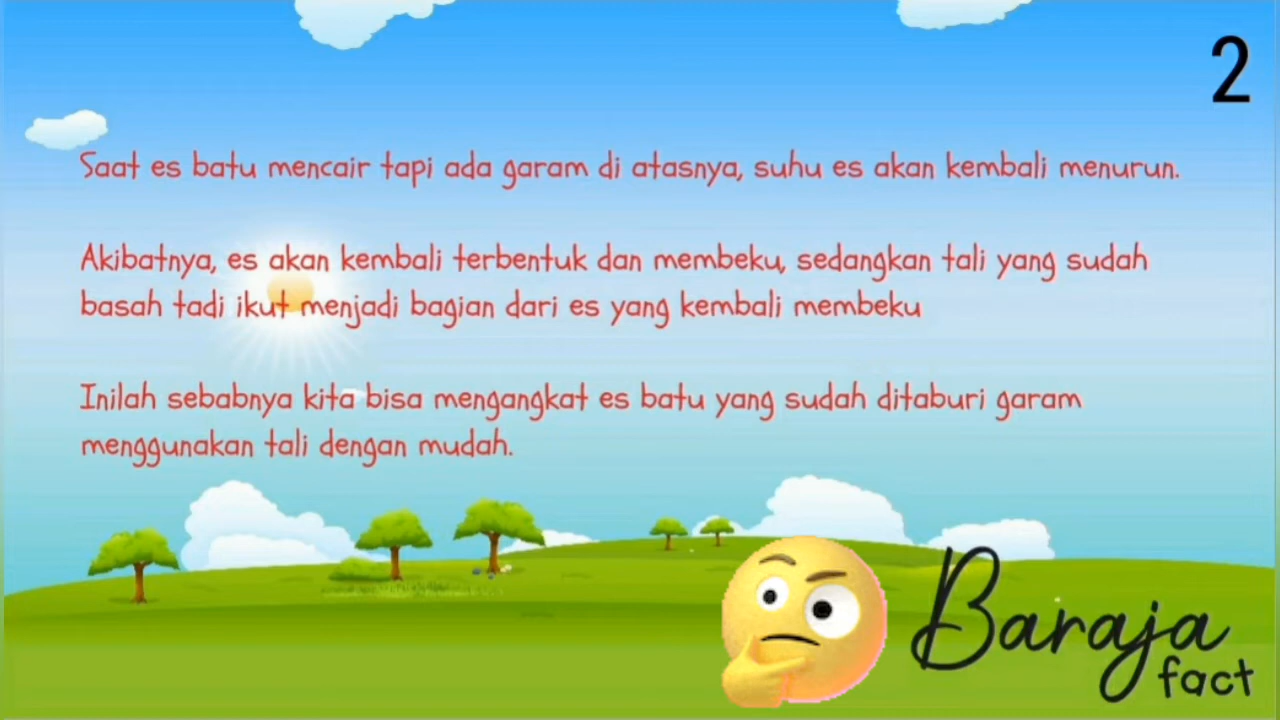 2
Saat es batu mencair tapi ada garam di atasnya, suhu es akan kembali menurun.
Akibatnya, es akan kembali terbentuk dan membeku, sedangkan tali yang sudah
basah tadi ikut menjadi bagian dari es yang kembali membeku
Inilah sebabnya kita bisa mengangkat es batu yang sudah ditaburi garam
menggunakan tali dengan mudah.
Baraja
fact